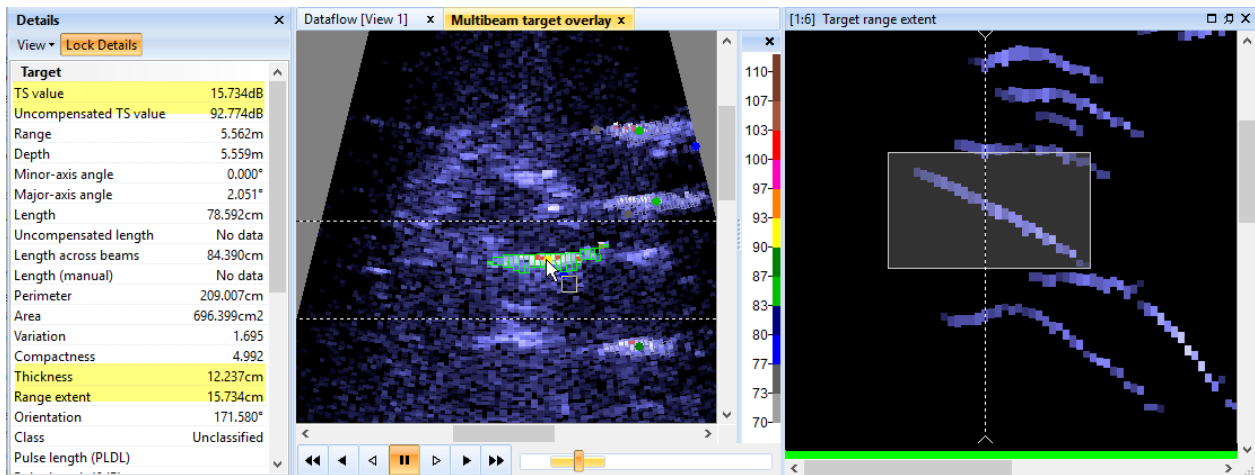 Details
View
Lock Details
Target
TS value 15.734dB
Uncompensated TS value 92.774dB
Range 5.562m
Depth 5.559m
Minor-axis angle 0.000°
Major-axis angle 2.051°
Length 78.592cm
Uncompensated length No data
Length across beams 84.390cm
Length (manual) No data
Perimeter 209.007cm
Area 696.399cm2
Variation 1.695
Compactness 4.992
Thickness 12.237cm
Range extent 15.734cm
Orientation 171.580°
Class Unclassified
Pulse length (PLDL)
Dataflow [View 1] x
Multibeam target overlay x
110
107
103
100
97
93
90
87
83
80
77
73
70
[1:6] Target range extent